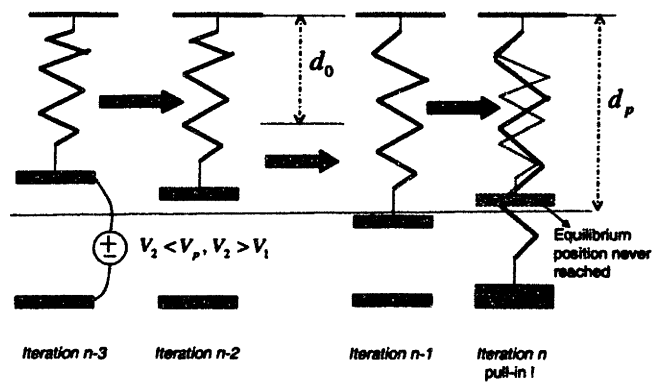 d₀
dₚ
V₂ < Vₚ, V₂ > V₁
Equilibrium
position never
reached
Iteration n-3
Iteration n-2
Iteration n-1
Iteration n
pull-in !